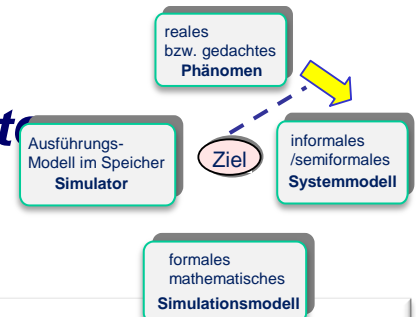 reales
bzw. gedachtes
Phänomen
Ausführungs-
Modell im Speicher
Simulator
Ziel
informales
/semiformales
Systemmodell
formales
mathematisches
Simulationsmodell